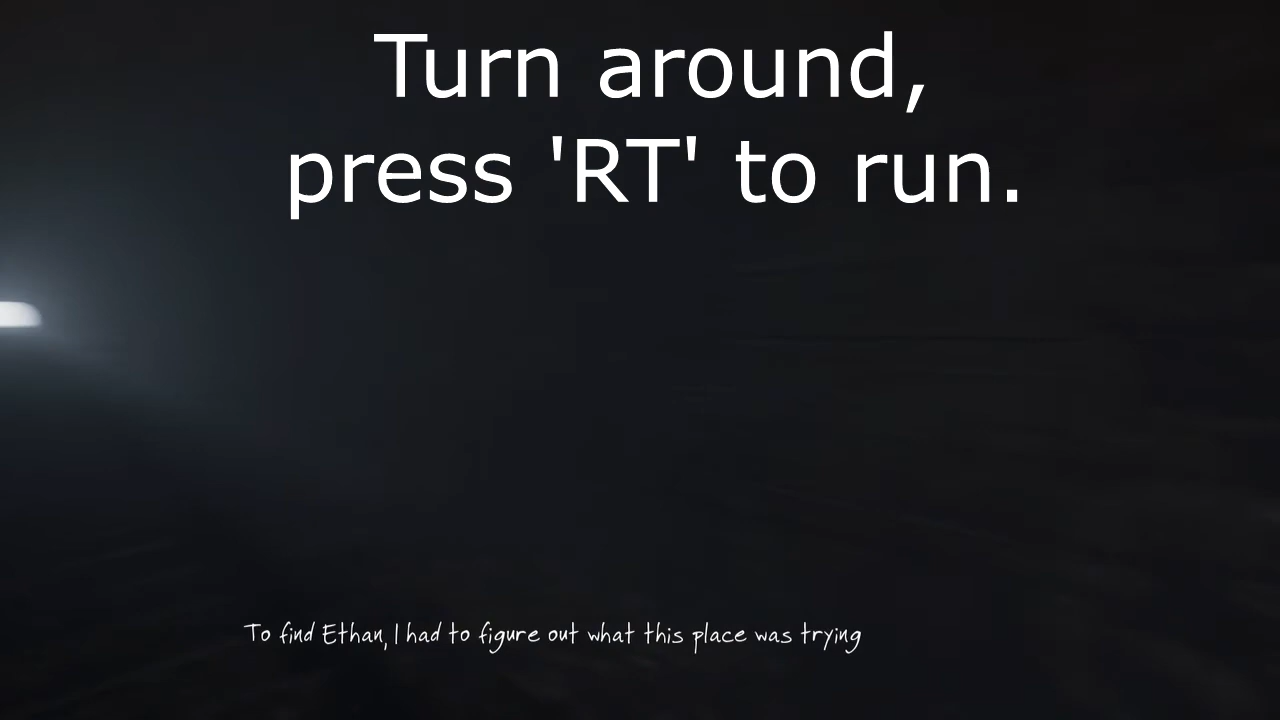 Turn around,
press 'RT' to run.
To find Ethan, I had to figure out what this place was trying